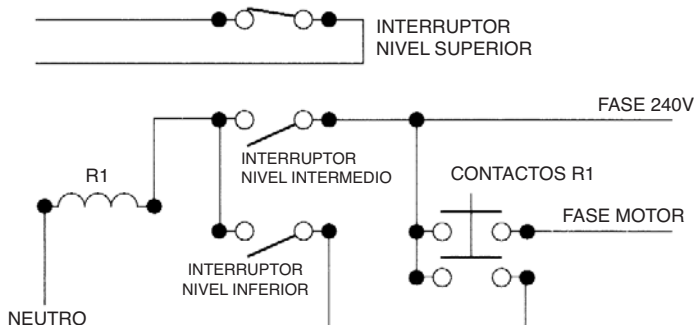 INTERRUPTOR
NIVEL SUPERIOR
FASE 240V
INTERRUPTOR
NIVEL INTERMEDIO
R1
CONTACTOS R1
FASE MOTOR
INTERRUPTOR
NIVEL INFERIOR
NEUTRO